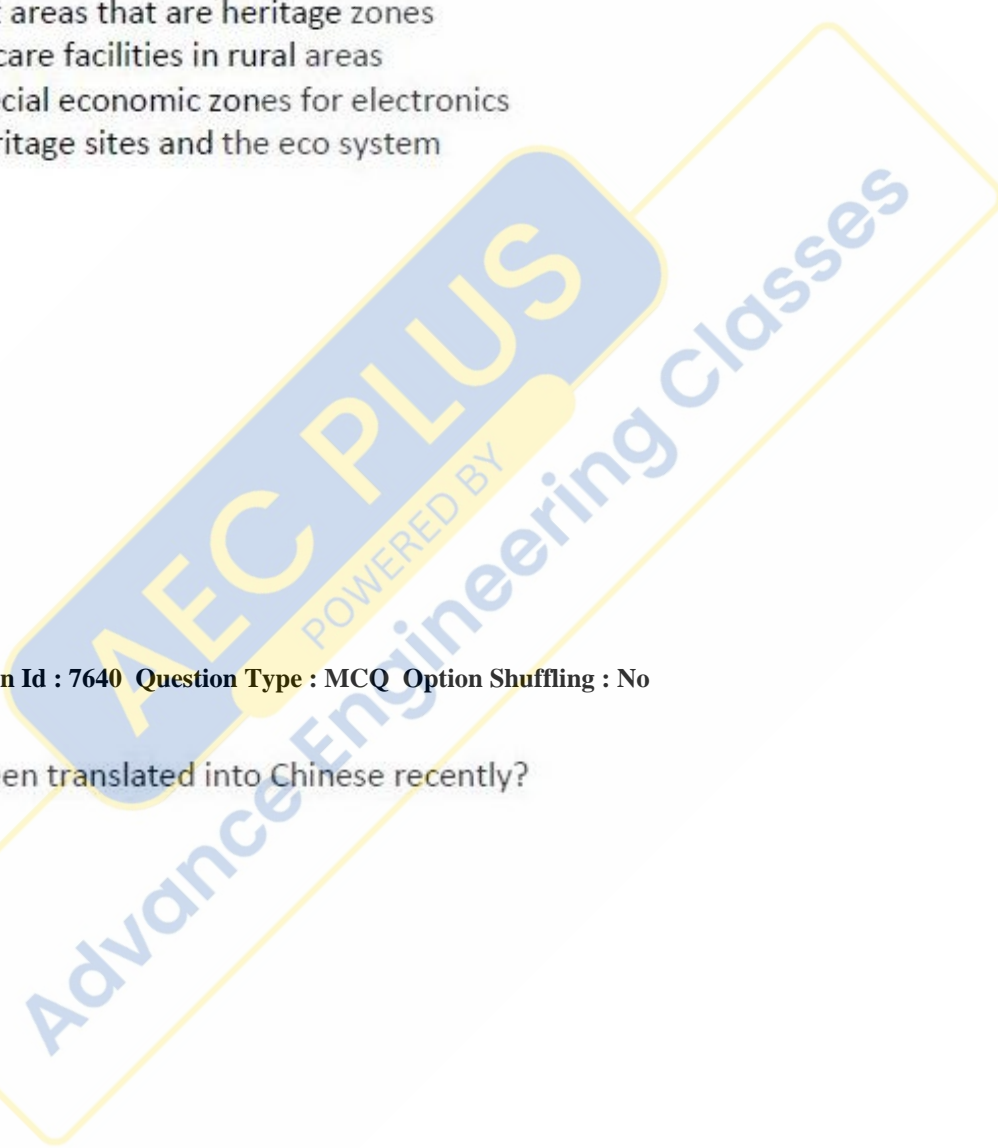 areas that are heritage zones
care facilities in rural areas
cial economic zones for electronics
ritage sites and the eco system
AEC PLUS
POWERED BY
Advance Engineering Classes
n Id : 7640 Question Type : MCQ Option Shuffling : No
en translated into Chinese recently?